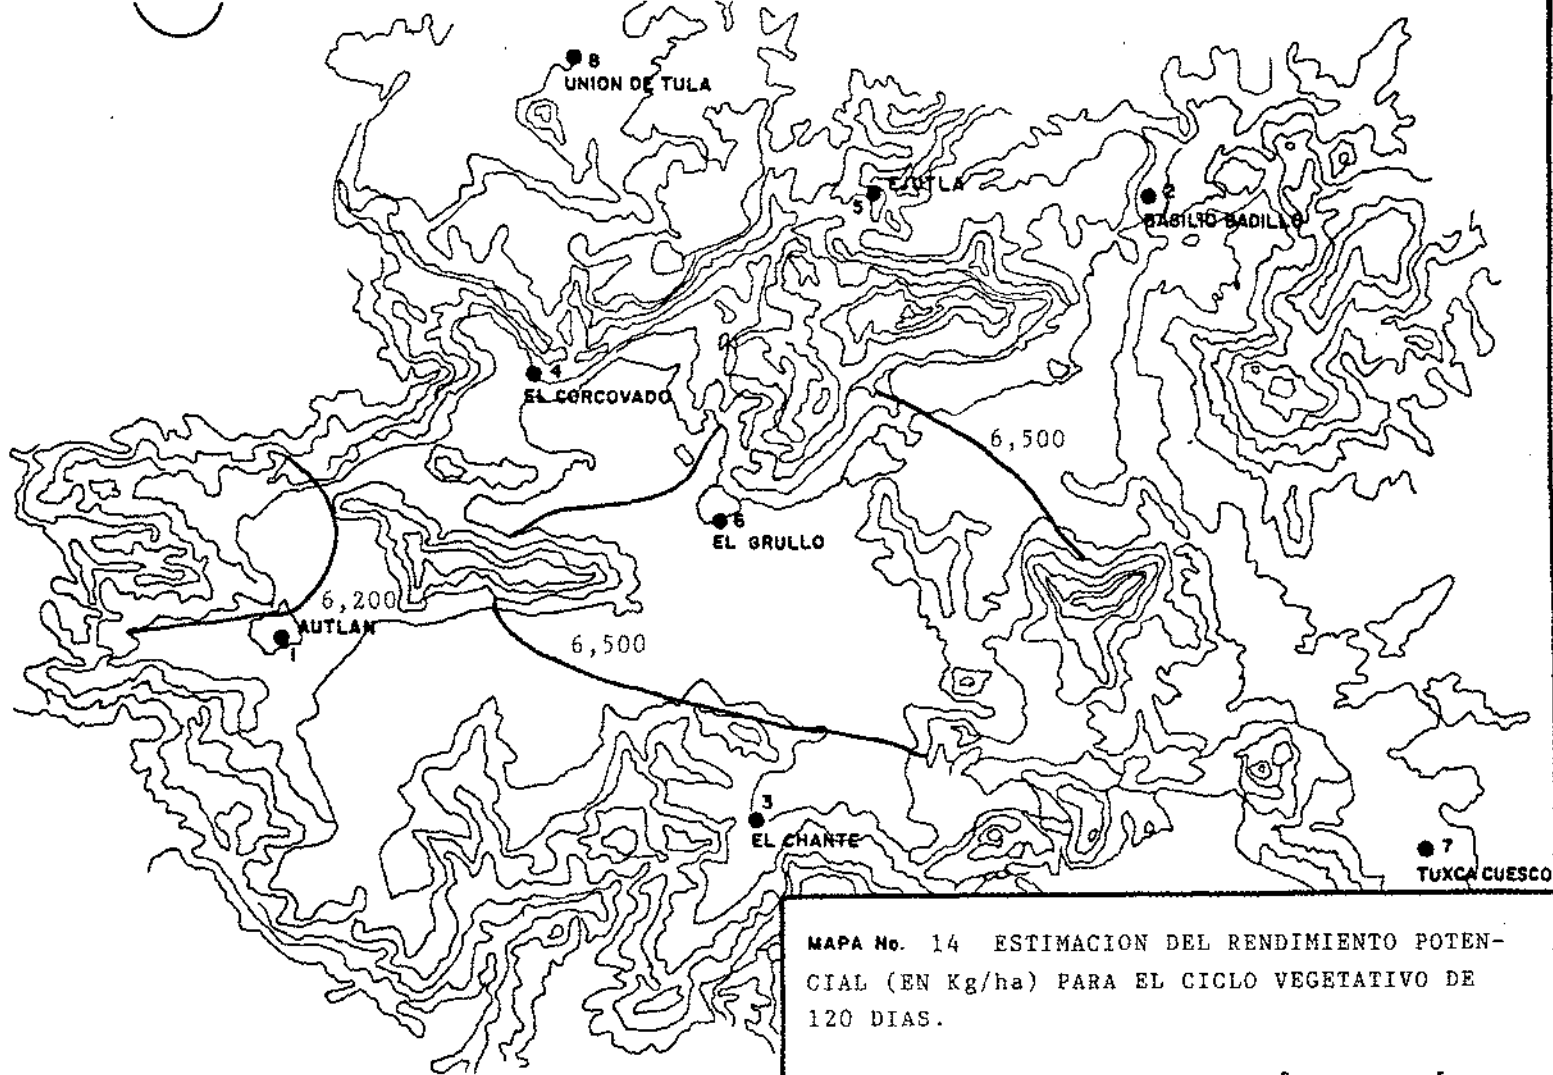 8
UNION DE TULA
EJUTLA
5
2
BASILIO BADILLO
4
EL CORCOVADO
6,500
6
EL GRULLO
6,200
AUTLAN
1
6,500
3
EL CHANTE
7
TUXCACUESCO
MAPA No. 14 ESTIMACION DEL RENDIMIENTO POTEN-
CIAL (EN Kg/ha) PARA EL CICLO VEGETATIVO DE
120 DIAS.